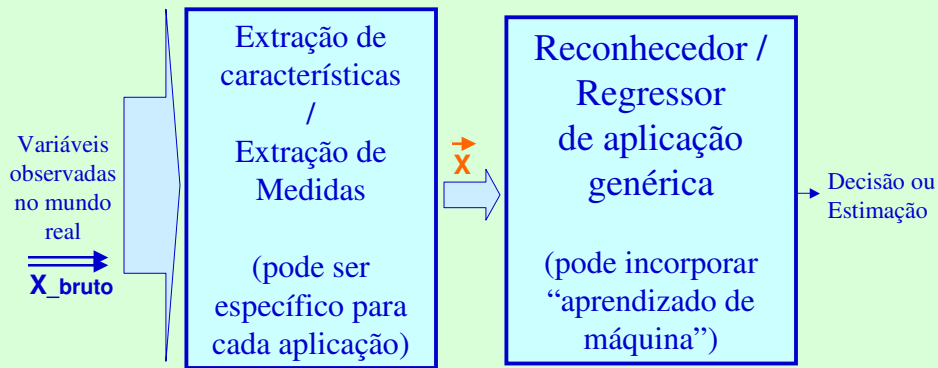 Variáveis
observadas
no mundo
real
X_bruto
Extração de
características
/
Extração de
Medidas
(pode ser
específico para
cada aplicação)
X
Reconhecedor /
Regressor
de aplicação
genérica
(pode incorporar
“aprendizado de
máquina”)
Decisão ou
Estimação